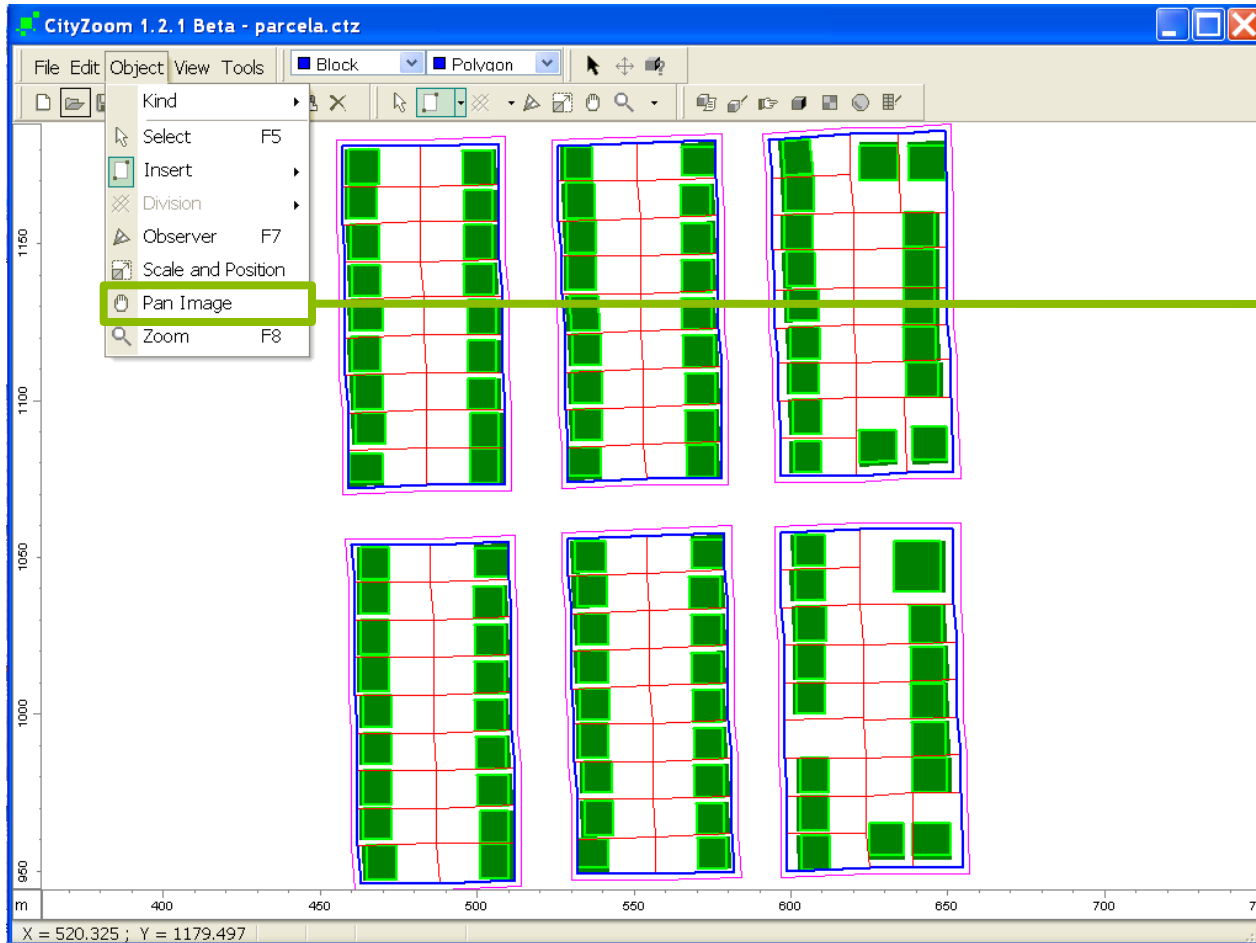 CityZoom 1.2.1 Beta - parcela.ctz
File Edit Object View Tools Block Polygon
Kind
Select F5
Insert
Division
Observer F7
Scale and Position
Pan Image
Zoom F8
1150
1100
1050
1000
950
m 400 450 500 550 600 650 700 7
X = 520.325 ; Y = 1179.497